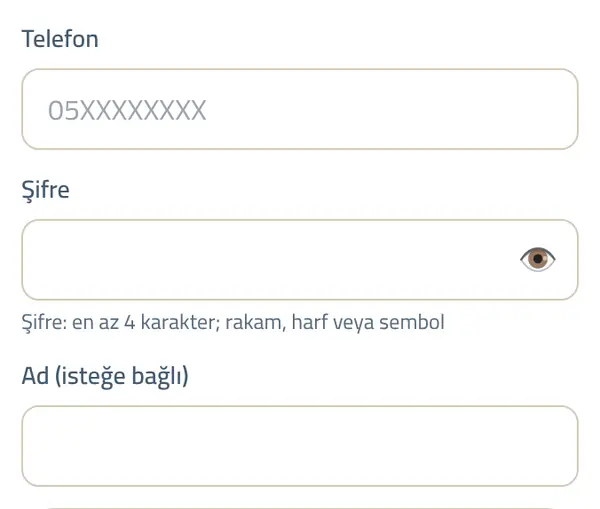 Telefon
05XXXXXXXX
Şifre
Şifre: en az 4 karakter; rakam, harf veya sembol
Ad (isteğe bağlı)